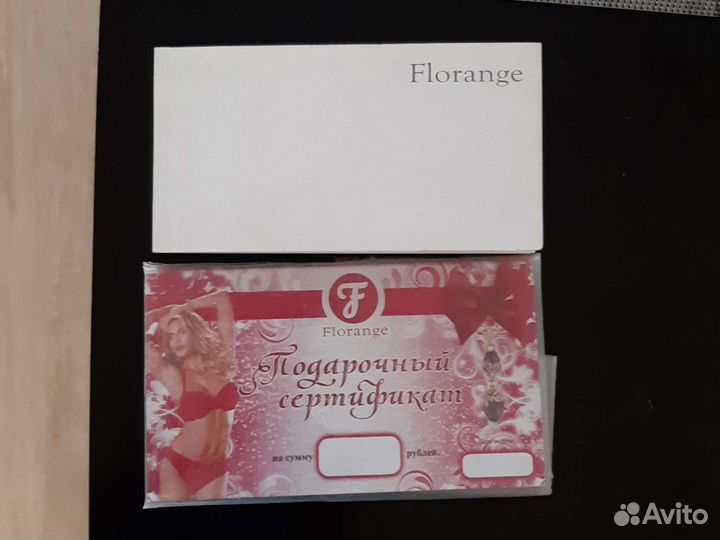 Florange
F
Florange
Подарочный
сертификат
на сумму рублей.
Avito